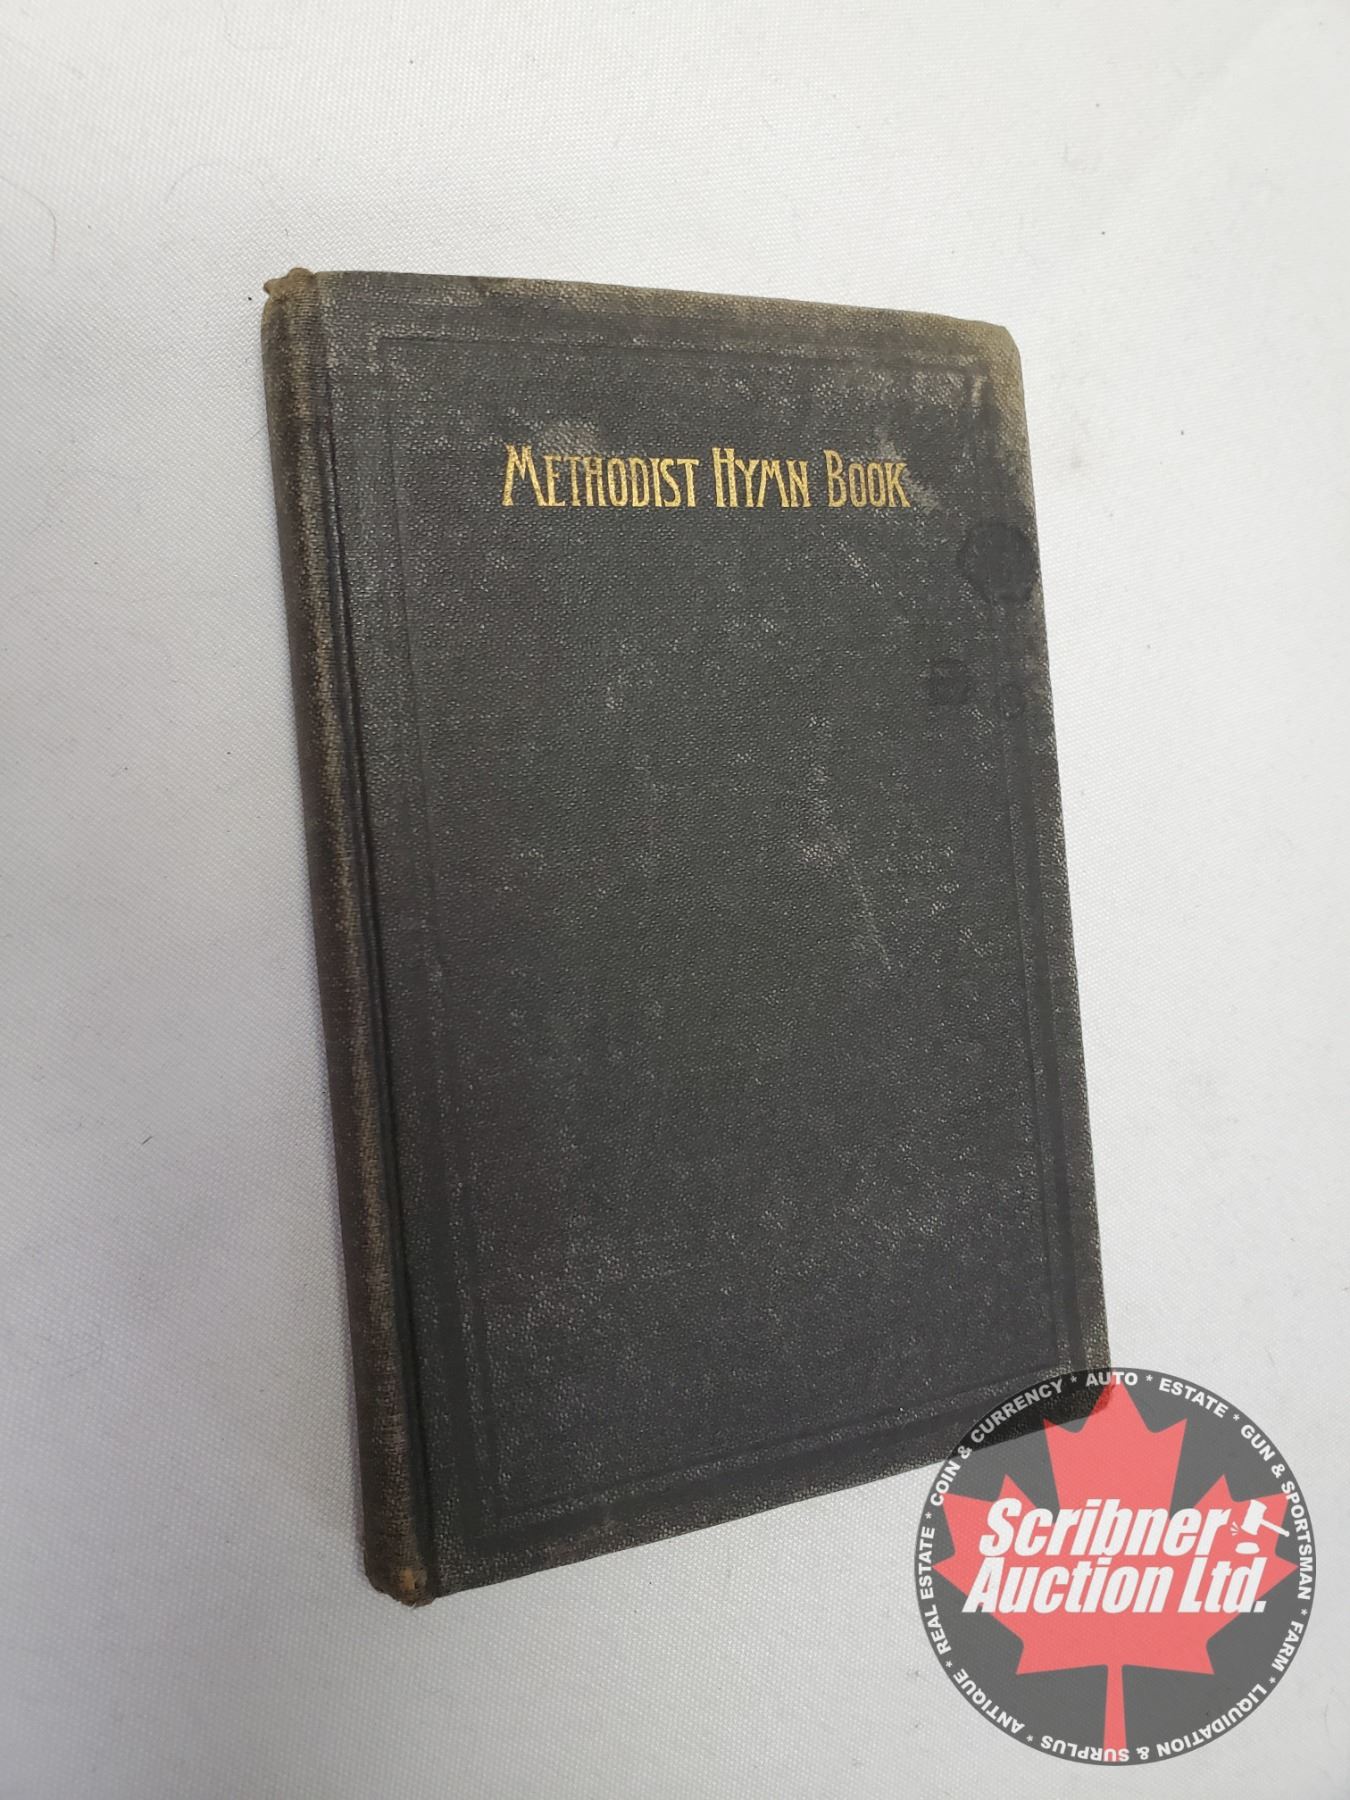 METHODIST HYMN BOOK
Scribner
Auction Ltd.
REAL ESTATE * COIN & CURRENCY * AUTO * ESTATE * GUN & SPORTSMAN * FARM * LIQUIDATION & SURPLUS * ANTIQUE *